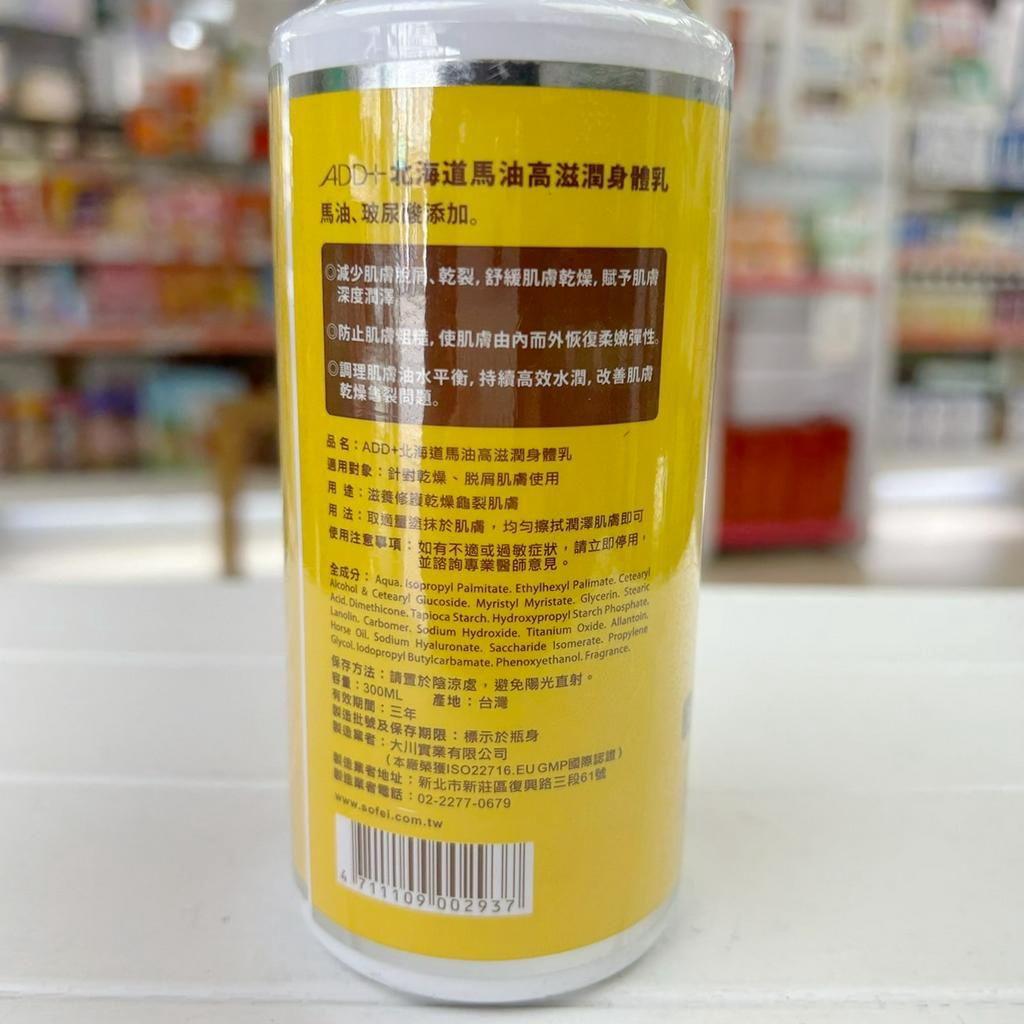 ADD+北海道馬油高滋潤身體乳
馬油、玻尿酸添加。
◎減少肌膚脫屑、乾裂, 舒緩肌膚乾燥, 賦予肌膚
深度潤澤。
◎防止肌膚粗糙, 使肌膚由內而外恢復柔嫩彈性。
◎調理肌膚油水平衡, 持續高效水潤, 改善肌膚
乾燥龜裂問題。
品名：ADD+北海道馬油高滋潤身體乳
適用對象：針對乾燥、脫屑肌膚使用
用途：滋養修護乾燥龜裂肌膚
用法：取適量塗抹於肌膚，均勻擦拭潤澤肌膚即可
使用注意事項：如有不適或過敏症狀，請立即停用，
並諮詢專業醫師意見。
全成分：Aqua. Isopropyl Palmitate. Ethylhexyl Palimate. Cetearyl
Alcohol & Cetearyl Glucoside. Myristyl Myristate. Glycerin. Stearic
Acid. Dimethicone. Tapioca Starch. Hydroxypropyl Starch Phosphate.
Lanolin. Carbomer. Sodium Hydroxide. Titanium Oxide. Allantoin.
Horse Oil. Sodium Hyaluronate. Saccharide Isomerate. Propylene
Glycol. Iodopropyl Butylcarbamate. Phenoxyethanol. Fragrance.
保存方法：請置於陰涼處，避免陽光直射。
容量：300ML 產地：台灣
有效期間：三年
製造批號及保存期限：標示於瓶身
製造業者：大川實業有限公司
(本廠榮獲ISO22716.EU GMP國際認證)
製造業者地址：新北市新莊區復興路三段61號
製造業者電話：02-2277-0679
www.sofei.com.tw
4 711109 002937